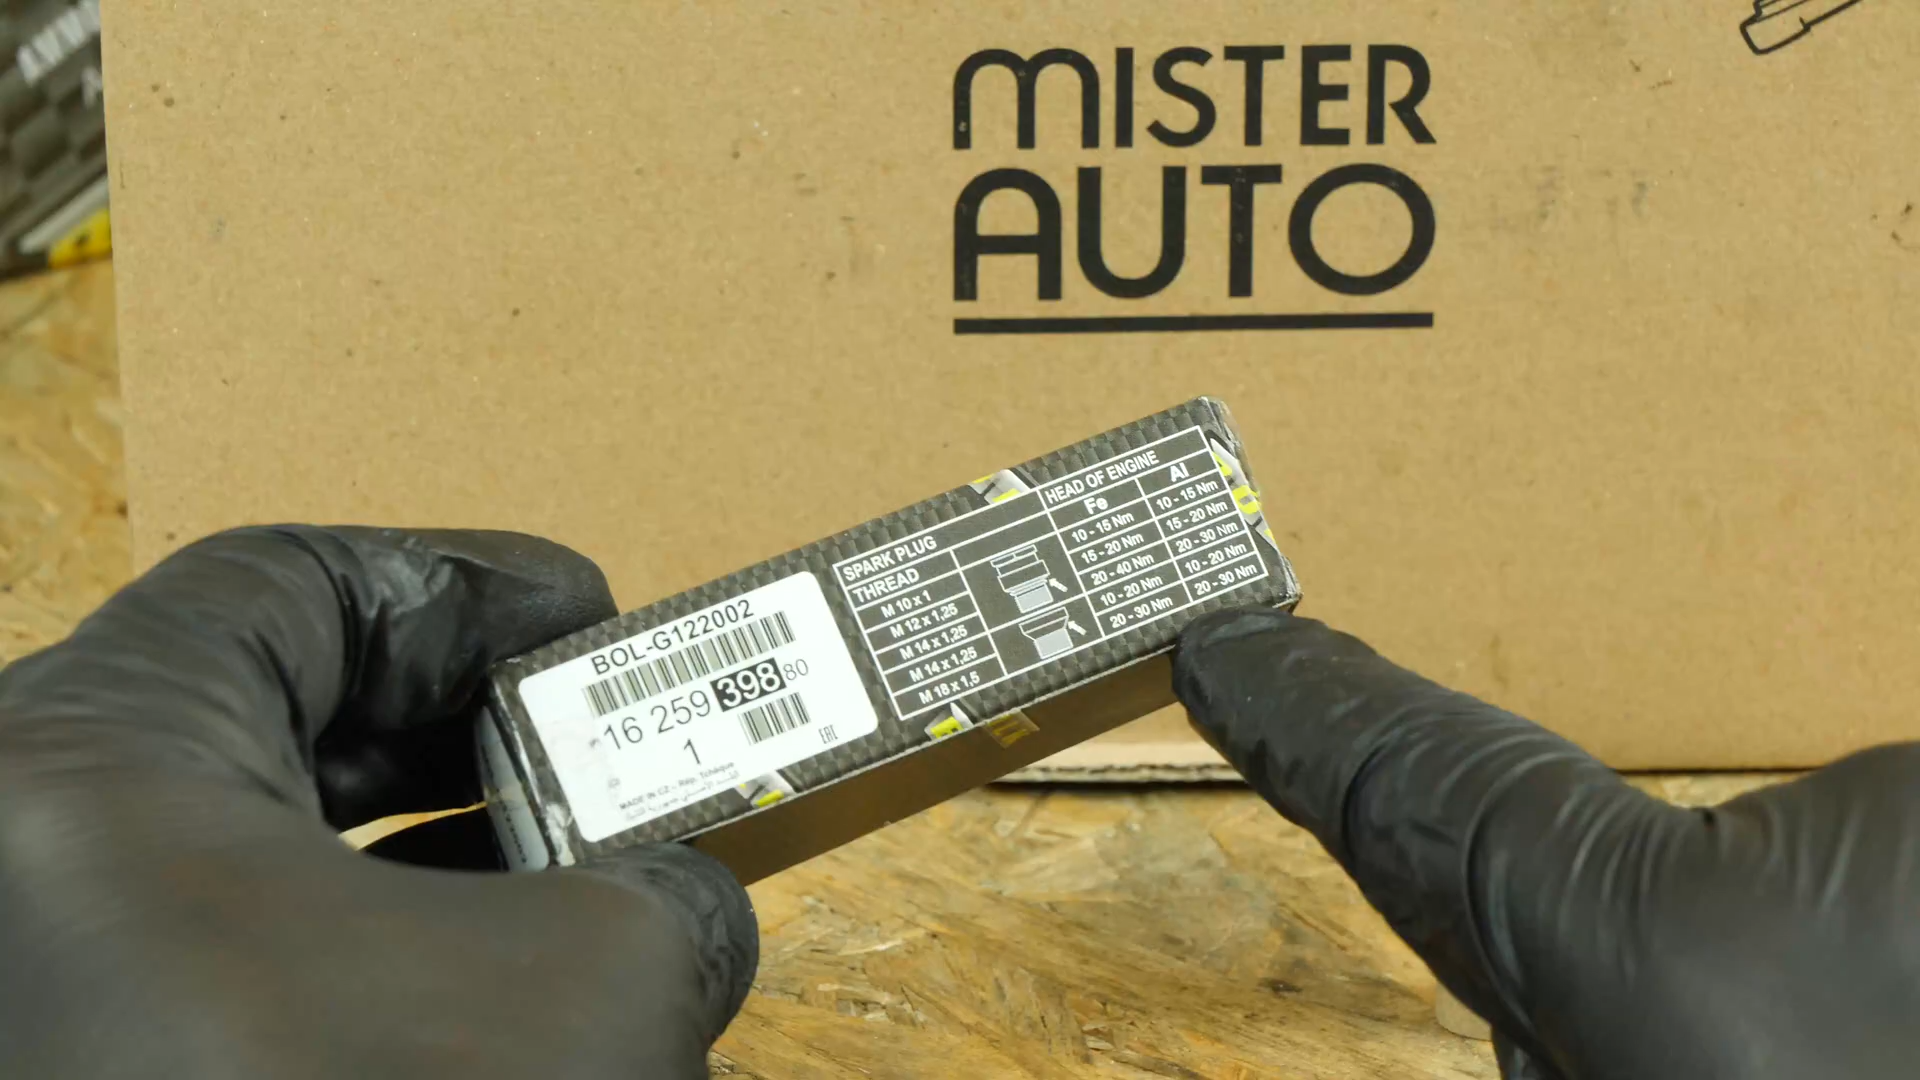 MISTER
AUTO
SPARK PLUG
THREAD
HEAD OF ENGINE
Fe Al
M 10 x 1 10 - 15 Nm 10 - 15 Nm
M 12 x 1,25 15 - 20 Nm 15 - 20 Nm
M 14 x 1,25 20 - 40 Nm 20 - 30 Nm
M 14 x 1,25 10 - 20 Nm 10 - 20 Nm
M 18 x 1,5 20 - 30 Nm 20 - 30 Nm
BOL-G122002
16 259 398 80
1
EAC
MADE IN CZ - Rép. Tchèque